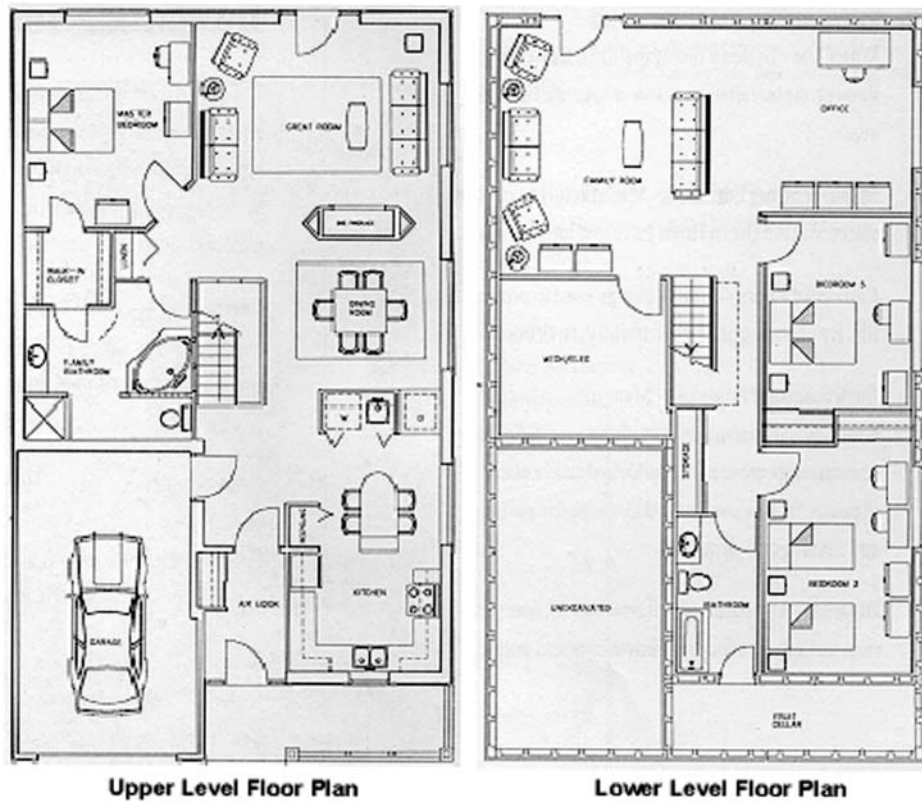 MASTER
BEDROOM
GREAT ROOM
WALK-IN
CLOSET
DINING
ROOM
FAMILY
BATHROOM
GARAGE
AIR LOCK
KITCHEN
Upper Level Floor Plan
OFFICE
FAMILY ROOM
BEDROOM 3
STORAGE
UNEXCAVATED
BATHROOM
BEDROOM 2
FRUIT
CELLAR
Lower Level Floor Plan